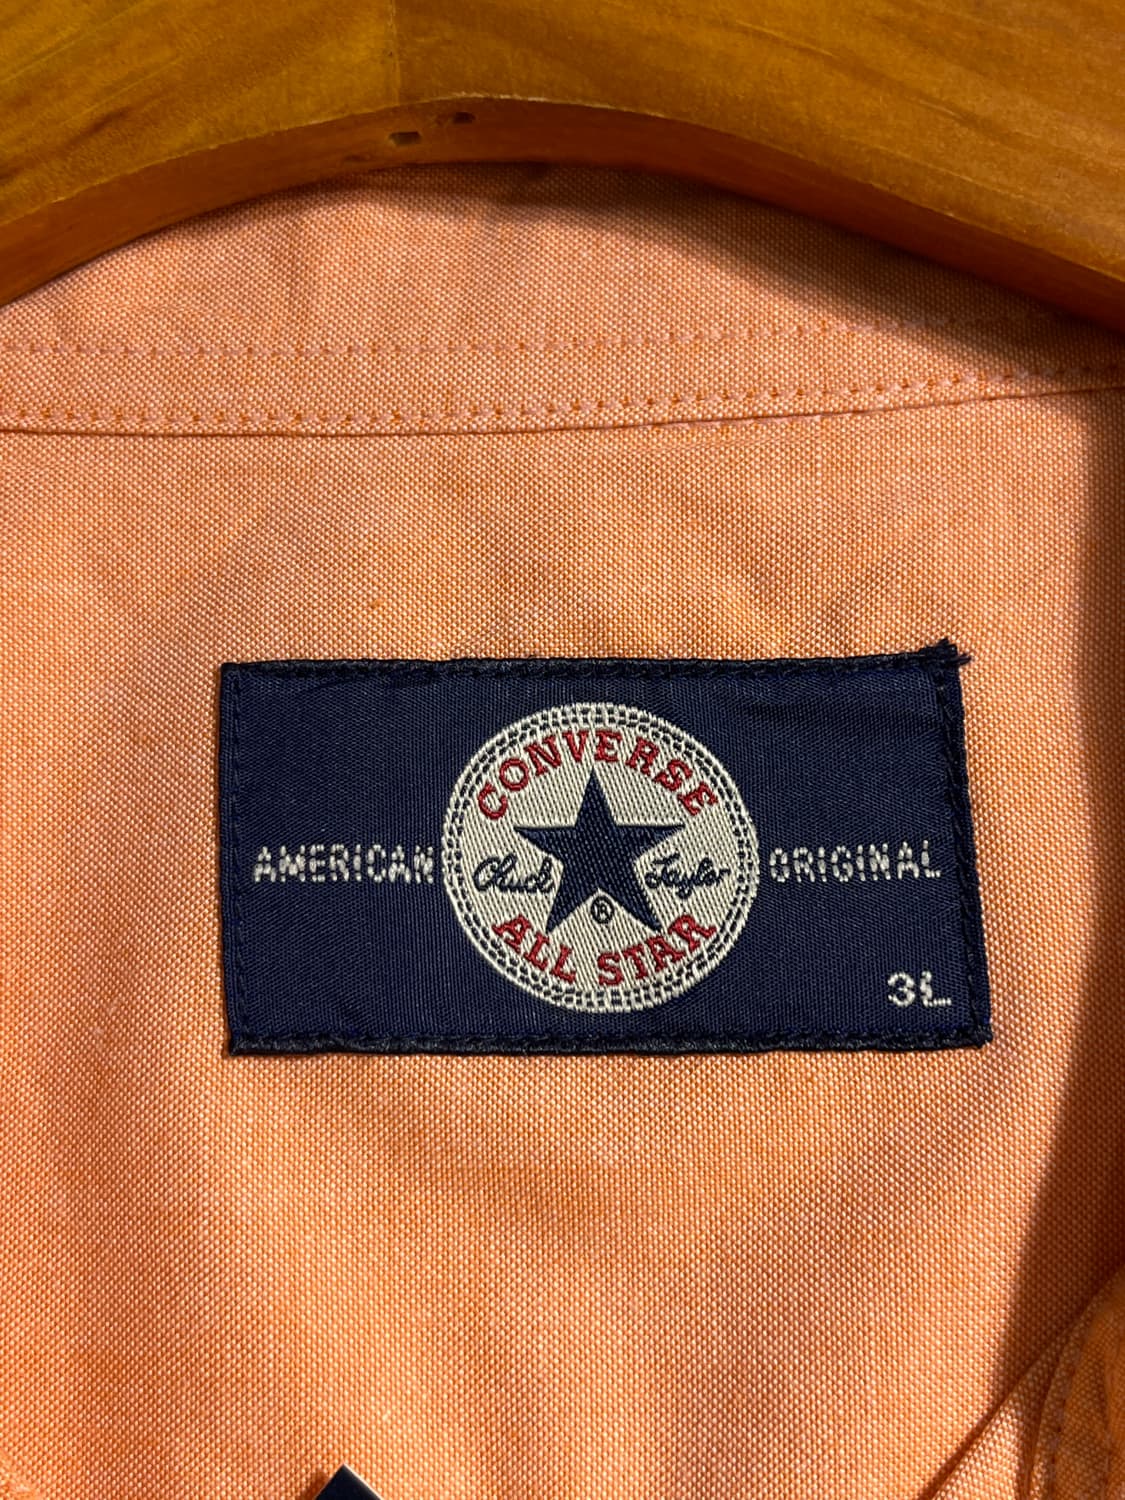 CONVERSE
AMERICAN Chuck Taylor ORIGINAL
®
ALL STAR
3L